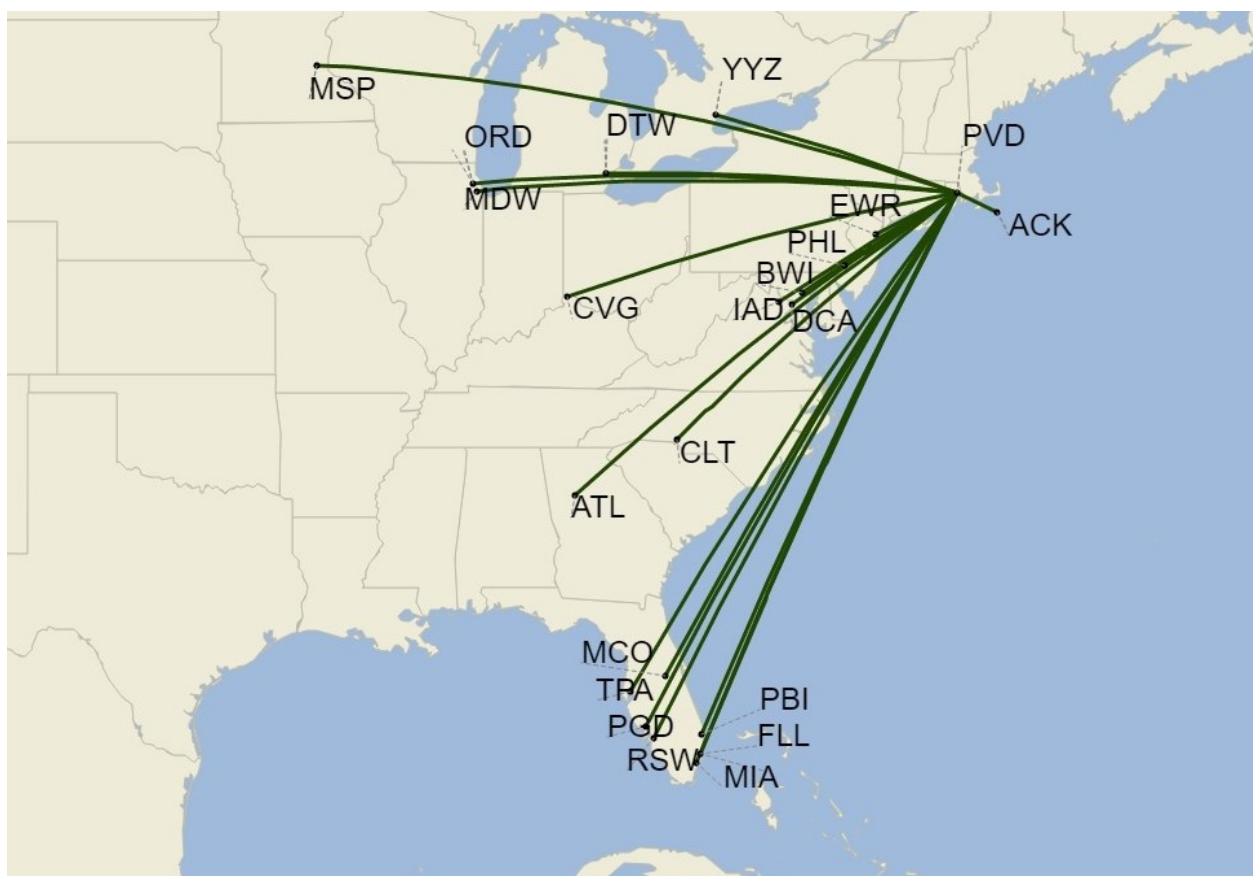 YYZ
MSP
DTW
ORD
PVD
MDW
EWR
ACK
PHL
BWI
CVG
IAD
DCA
CLT
ATL
MCO
TPA
PBI
PGD
FLL
RSW
MIA